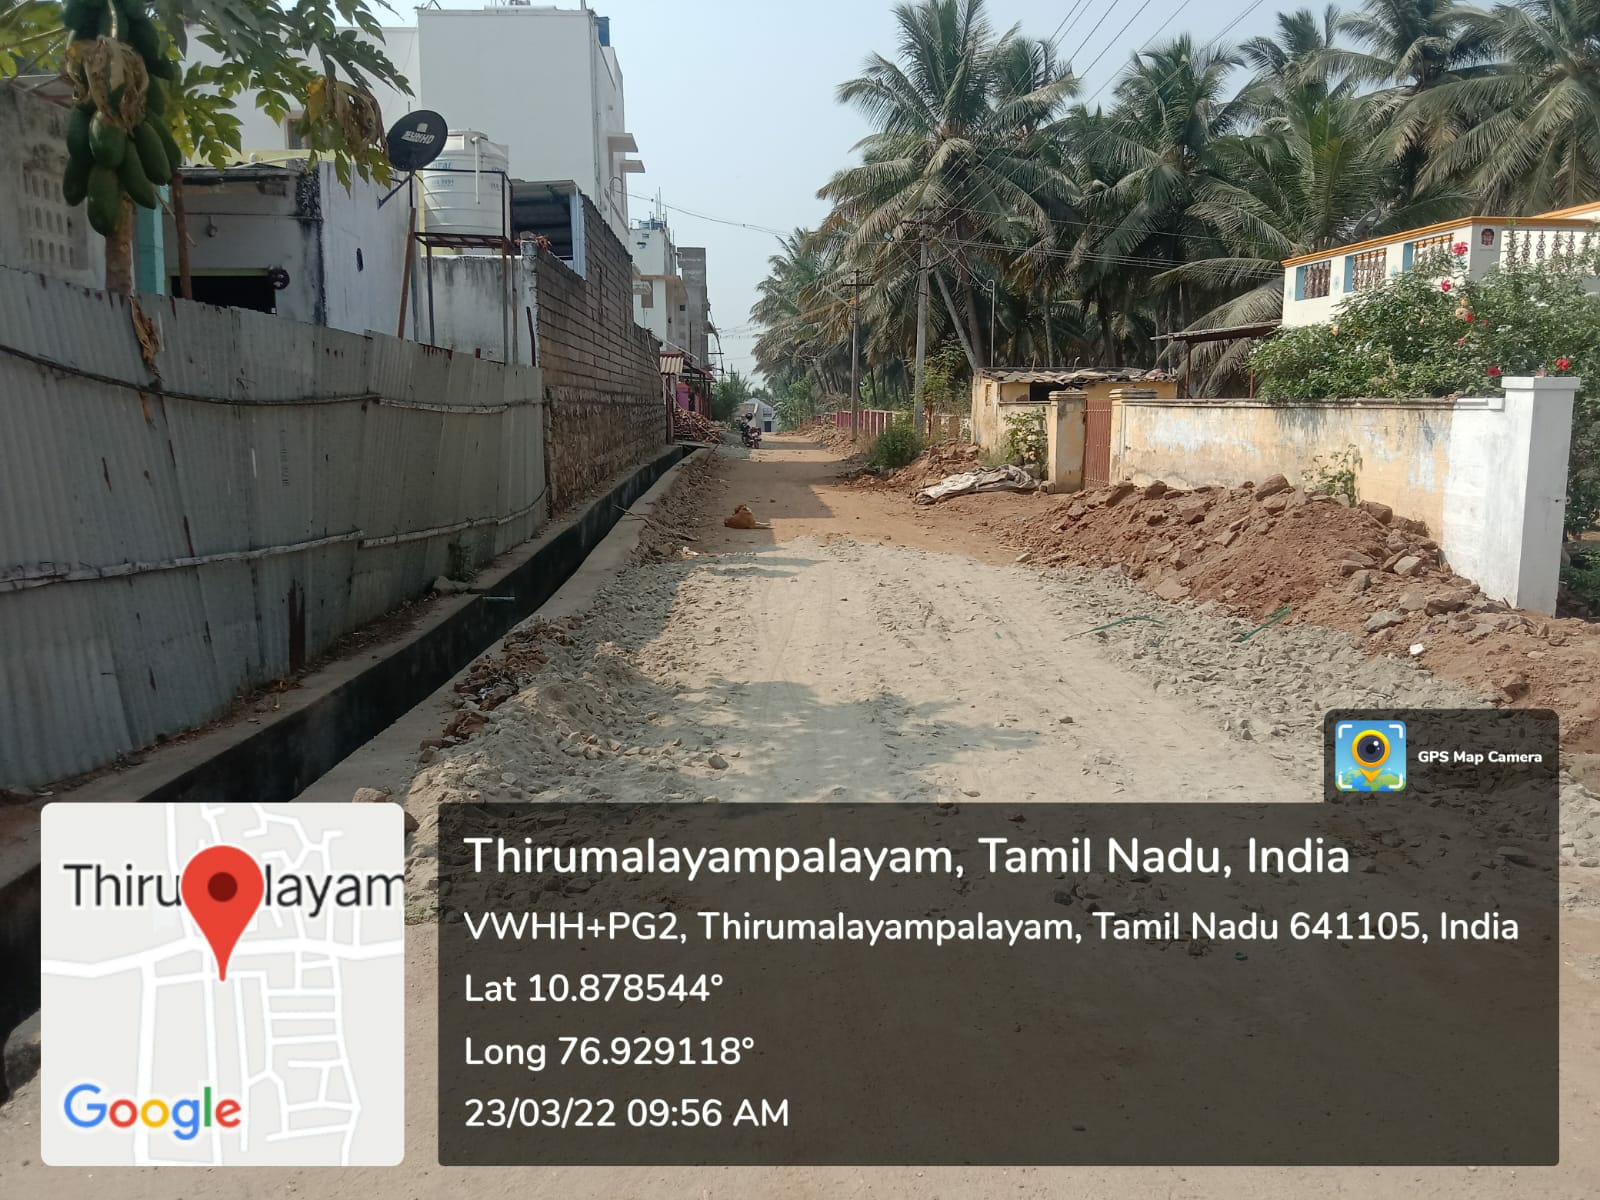 SUNHD
GPS Map Camera
Thirumalayampalayam, Tamil Nadu, India
VWHH+PG2, Thirumalayampalayam, Tamil Nadu 641105, India
Lat 10.878544°
Long 76.929118°
23/03/22 09:56 AM
Thiru layam
Google